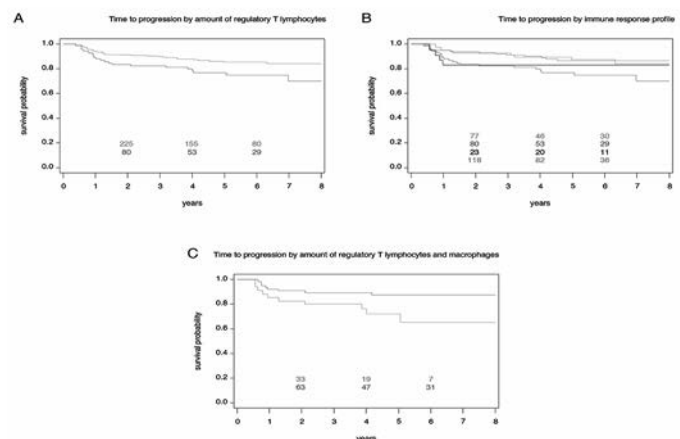 A
Time to progression by amount of regulatory T lymphocytes
survival probability
1.0
0.8
0.6
0.4
0.2
0.0
225 155 60
80 53 29
0 1 2 3 4 5 6 7 8
years
B
Time to progression by immune response profile
survival probability
1.0
0.8
0.6
0.4
0.2
0.0
77 46 30
80 53 29
23 20 11
118 82 36
0 1 2 3 4 5 6 7 8
years
C
Time to progression by amount of regulatory T lymphocytes and macrophages
survival probability
1.0
0.8
0.6
0.4
0.2
0.0
33 19 7
63 47 31
0 1 2 3 4 5 6 7 8
years